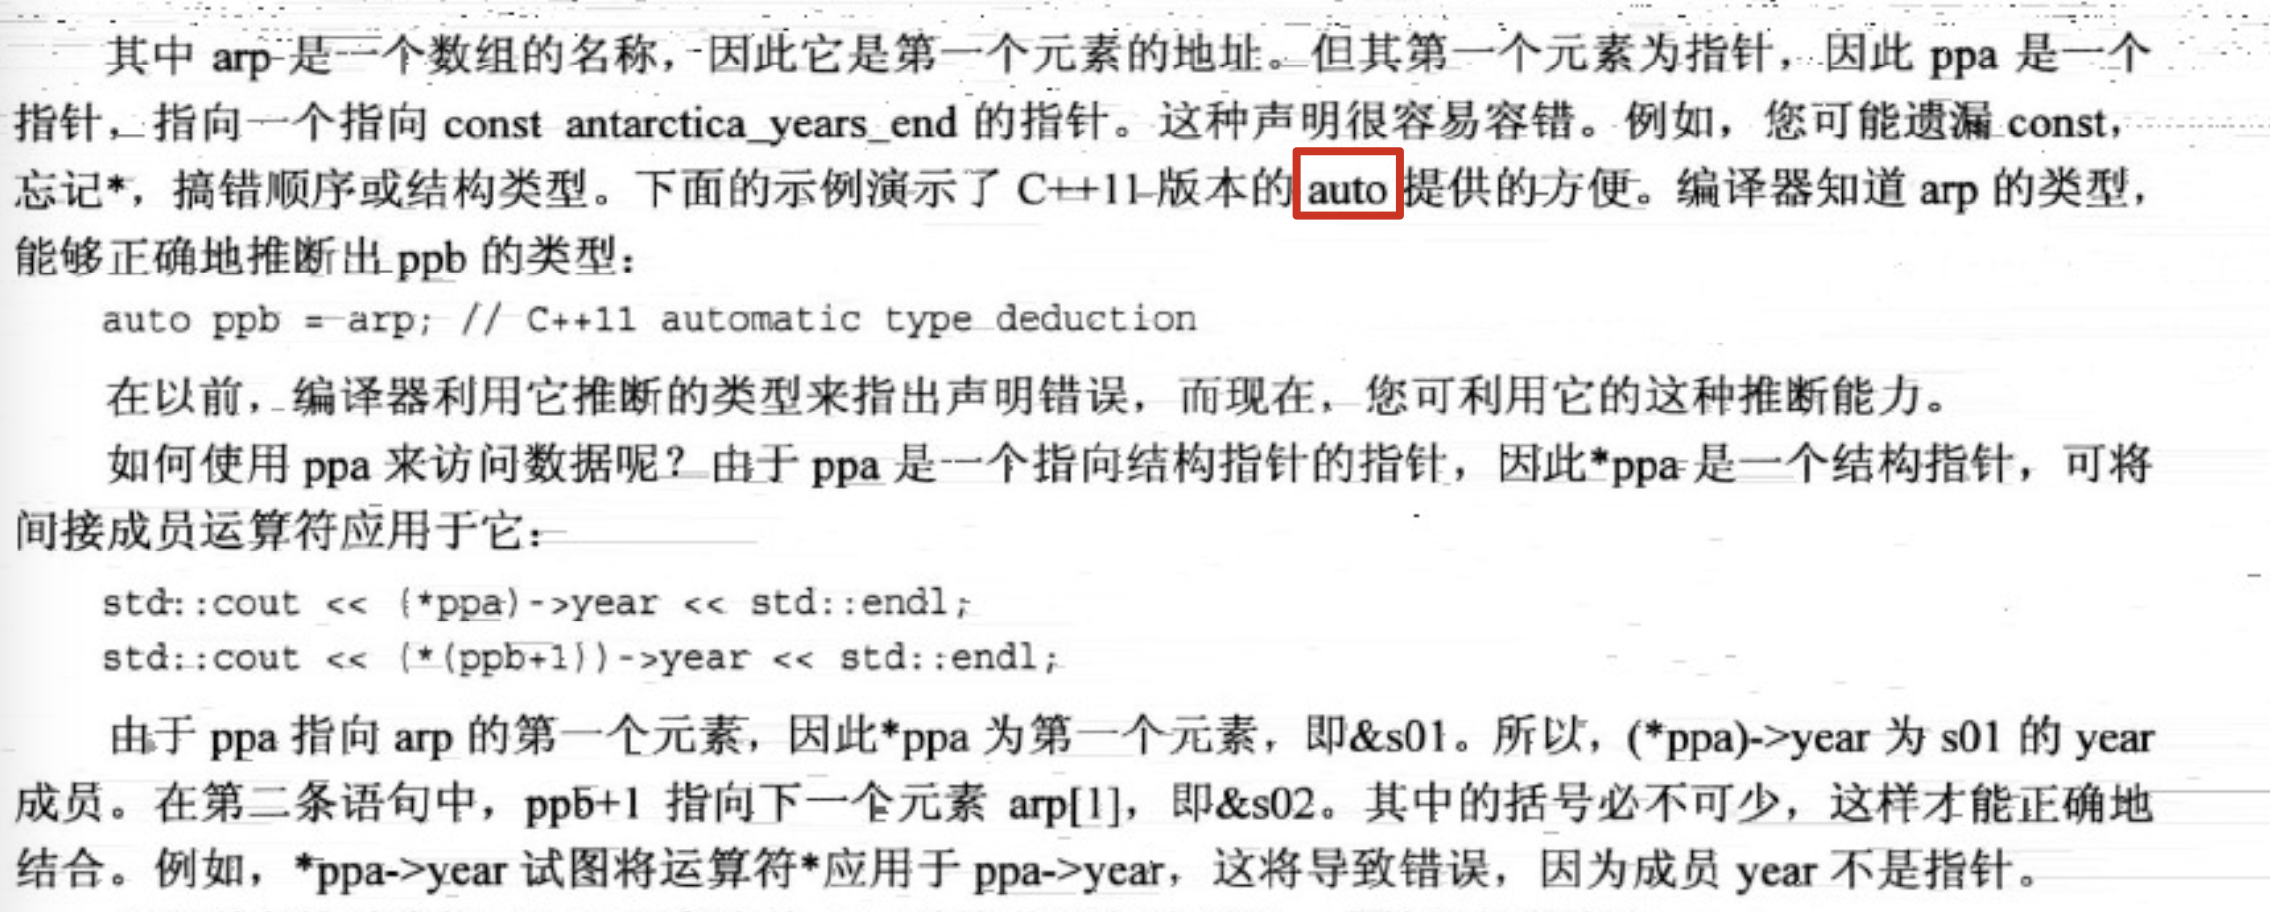 其中 arp 是一个数组的名称，因此它是第一个元素的地址。但其第一个元素为指针，因此 ppa 是一个
指针，指向一个指向 const antarctica_years_end 的指针。这种声明很容易容错。例如，您可能遗漏 const，
忘记*，搞错顺序或结构类型。下面的示例演示了 C++11 版本的 auto 提供的方便。编译器知道 arp 的类型，
能够正确地推断出 ppb 的类型：
auto ppb = arp; // C++11 automatic type deduction
在以前，编译器利用它推断的类型来指出声明错误，而现在，您可利用它的这种推断能力。
如何使用 ppa 来访问数据呢？由于 ppa 是一个指向结构指针的指针，因此*ppa 是一个结构指针，可将
间接成员运算符应用于它：
std::cout << (*ppa)->year << std::endl;
std::cout << (*(ppb+1))->year << std::endl;
由于 ppa 指向 arp 的第一个元素，因此*ppa 为第一个元素，即&s01。所以，(*ppa)->year 为 s01 的 year
成员。在第二条语句中，ppb+1 指向下一个元素 arp[1]，即&s02。其中的括号必不可少，这样才能正确地
结合。例如，*ppa->year 试图将运算符*应用于 ppa->year，这将导致错误，因为成员 year 不是指针。